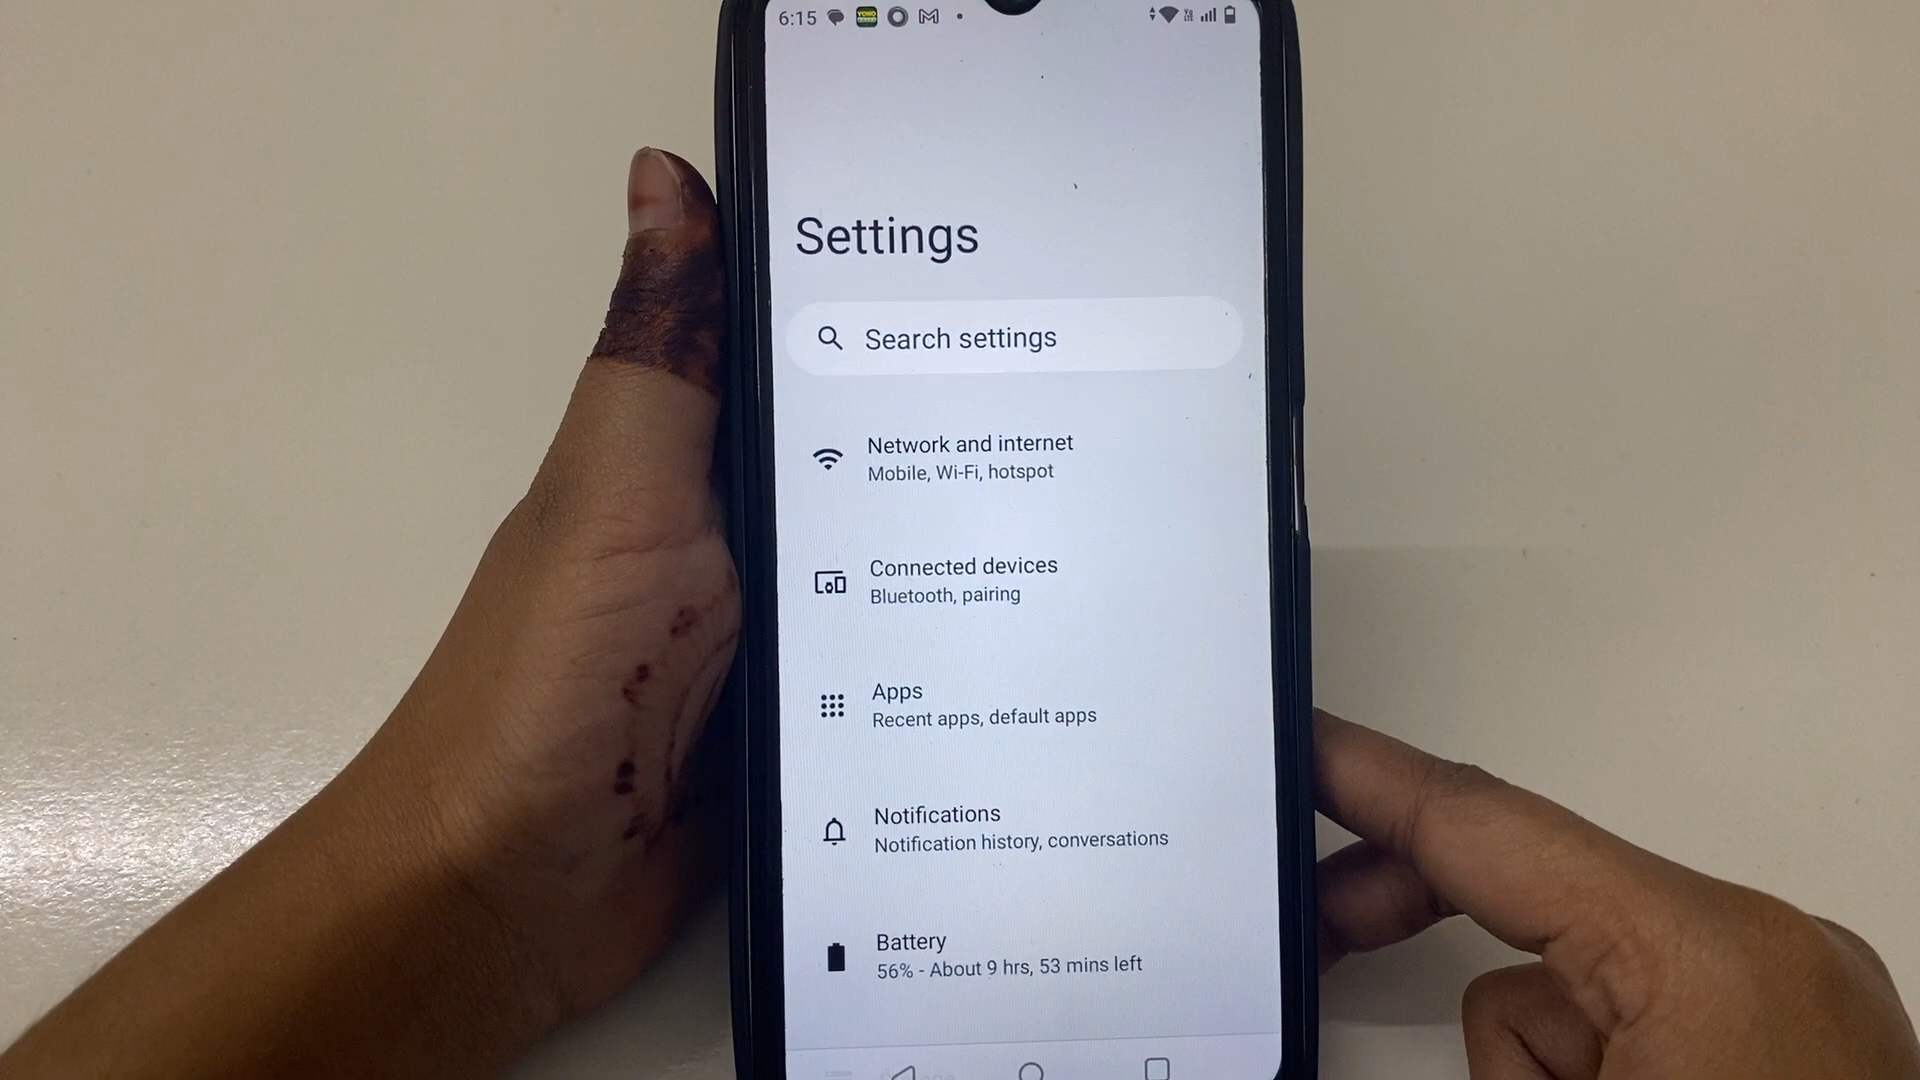 6:15
YONO
Settings
Search settings
Network and internet
Mobile, Wi-Fi, hotspot
Connected devices
Bluetooth, pairing
Apps
Recent apps, default apps
Notifications
Notification history, conversations
Battery
56% - About 9 hrs, 53 mins left